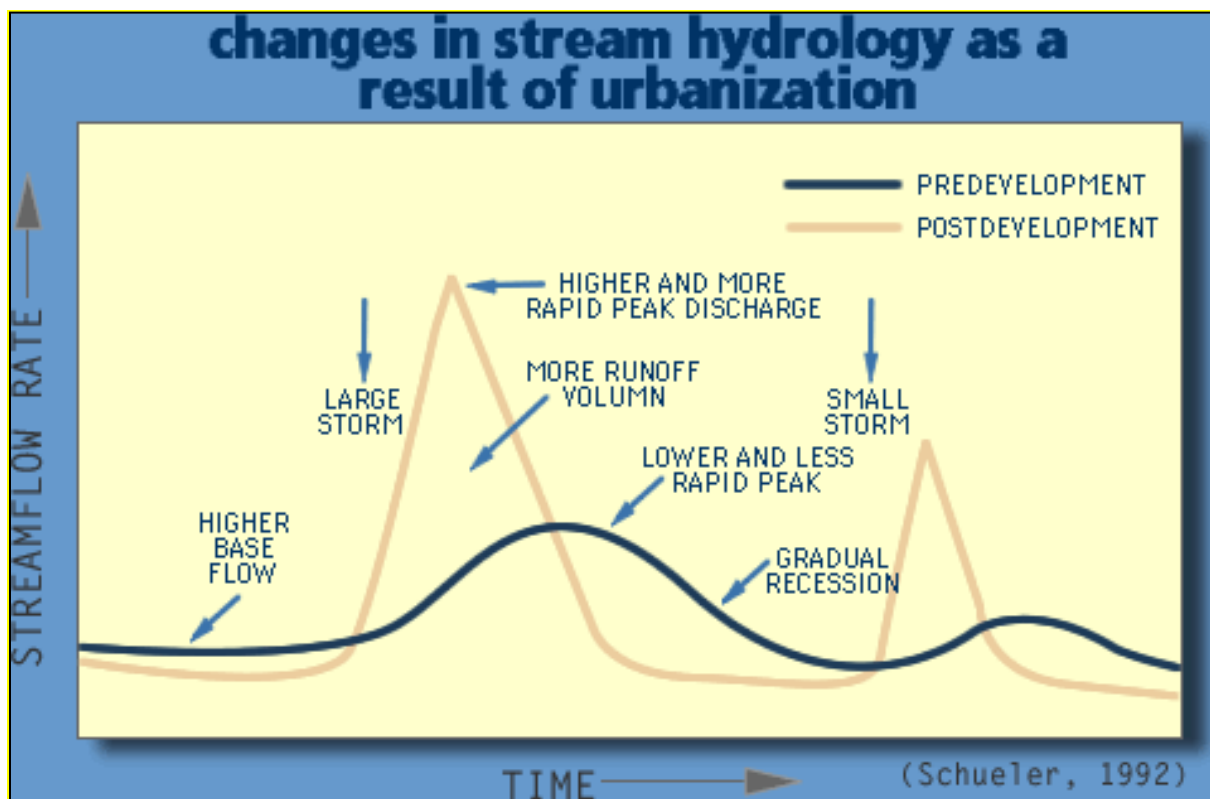 changes in stream hydrology as a
result of urbanization
PREDEVELOPMENT
POSTDEVELOPMENT
HIGHER AND MORE
RAPID PEAK DISCHARGE
LARGE
STORM
MORE RUNOFF
VOLUMN
SMALL
STORM
LOWER AND LESS
RAPID PEAK
HIGHER
BASE
FLOW
GRADUAL
RECESSION
STREAMFLOW RATE
TIME
(Schueler, 1992)